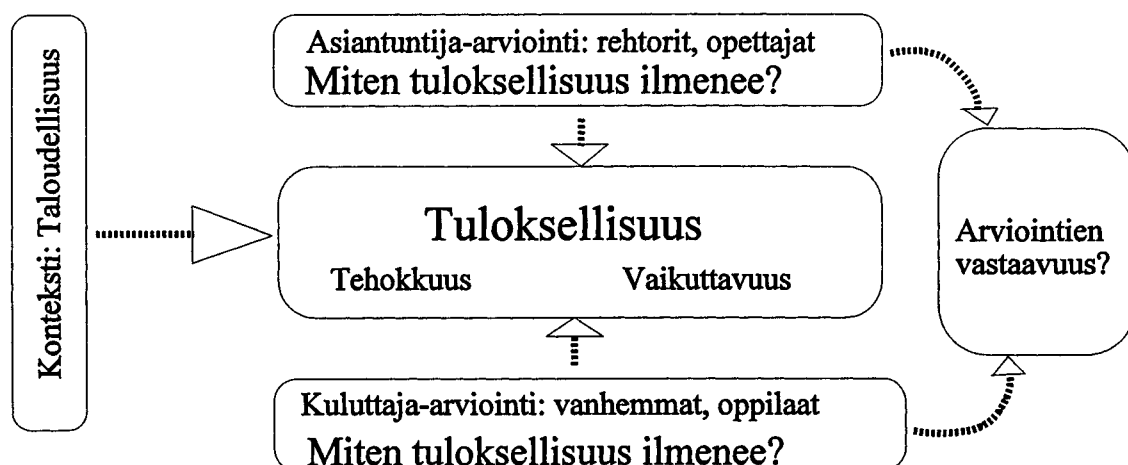 Konteksti: Taloudellisuus
Asiantuntija-arviointi: rehtorit, opettajat
Miten tuloksellisuus ilmenee?
Tuloksellisuus
Tehokkuus Vaikuttavuus
Arviointien
vastaavuus?
Kuluttaja-arviointi: vanhemmat, oppilaat
Miten tuloksellisuus ilmenee?